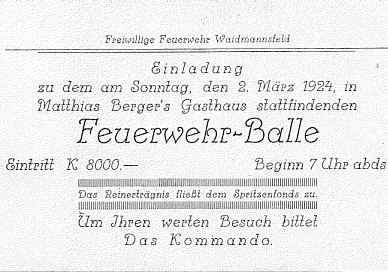 Freiwillige Feuerwehr Waidmannsfeld
Einladung
zu dem am Sonntag, den 2. März 1924, in
Matthias Berger's Gasthaus stattfindenden
Feuerwehr-Balle
Eintritt K 8000.— Beginn 7 Uhr abds
Das Reinerträgnis fließt dem Spritzenfonds zu.
Um Ihren werten Besuch bittet
Das Kommando.